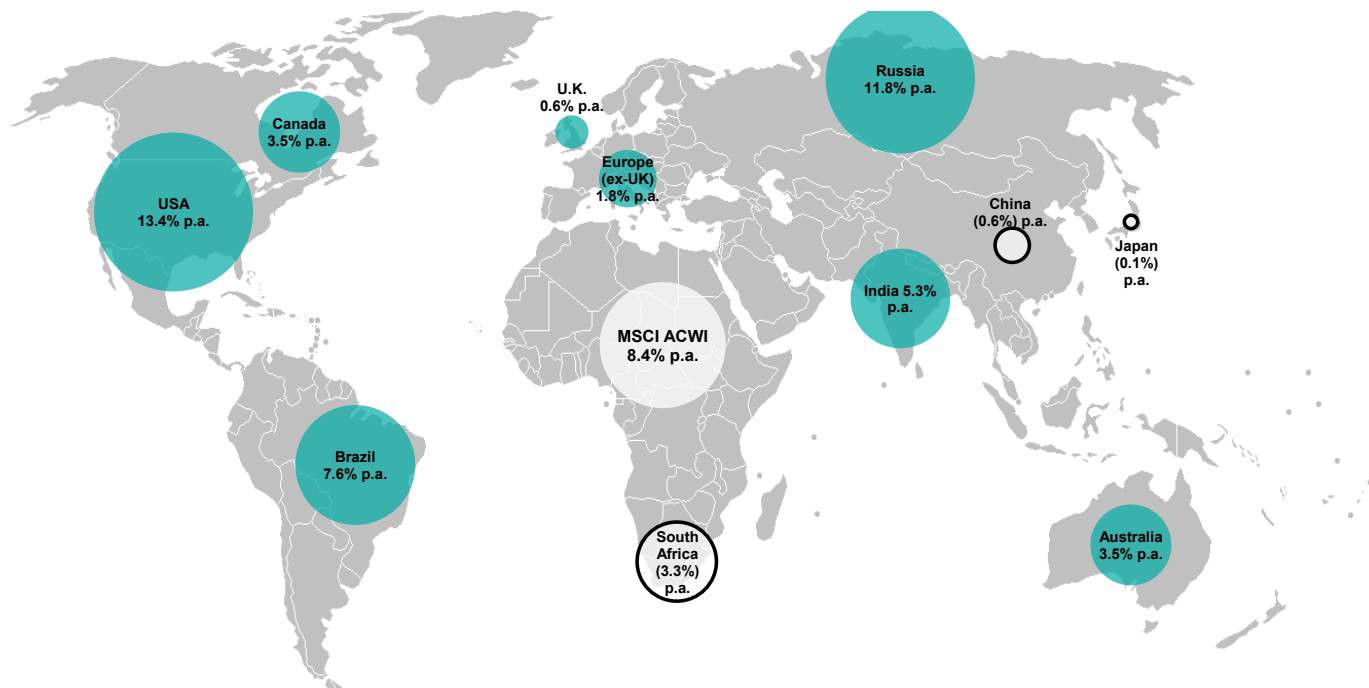 Russia
11.8% p.a.
U.K.
0.6% p.a.
Canada
3.5% p.a.
Europe
(ex-UK)
1.8% p.a.
USA
13.4% p.a.
China
(0.6%) p.a.
Japan
(0.1%)
p.a.
India 5.3%
p.a.
MSCI ACWI
8.4% p.a.
Brazil
7.6% p.a.
South
Africa
(3.3%)
p.a.
Australia
3.5% p.a.